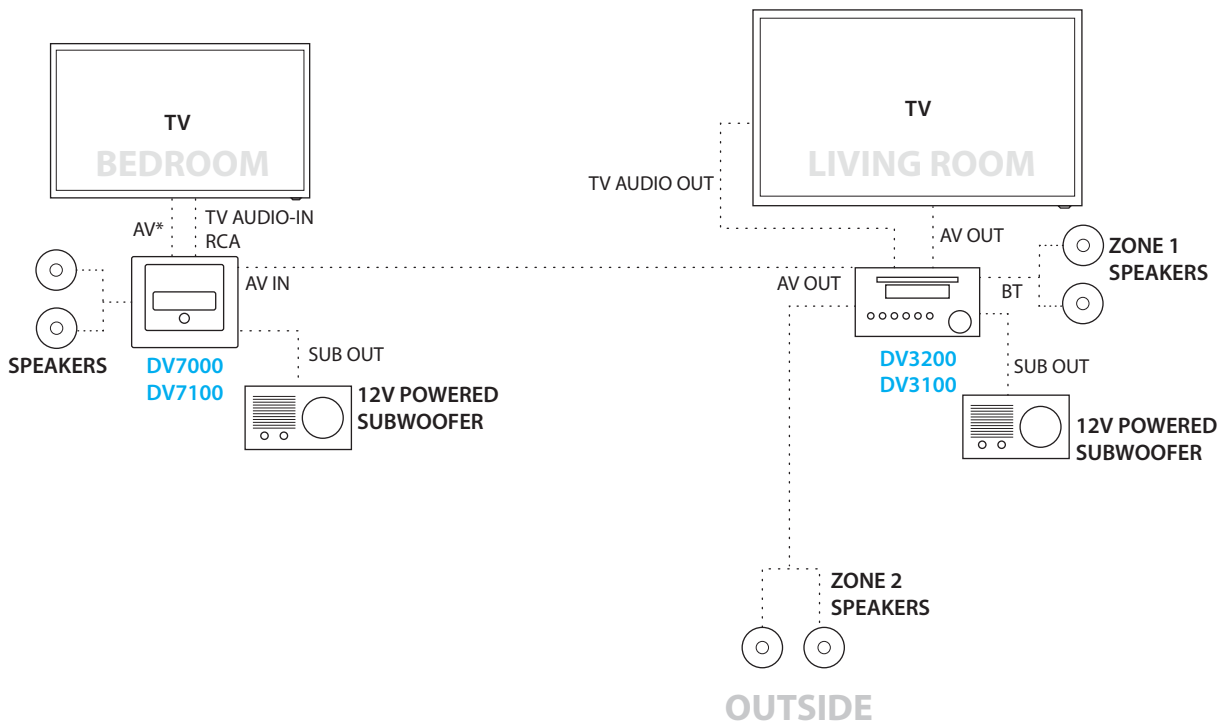 TV
BEDROOM
AV*
TV AUDIO-IN
RCA
AV IN
SPEAKERS
DV7000
DV7100
SUB OUT
12V POWERED
SUBWOOFER
TV
LIVING ROOM
TV AUDIO OUT
AV OUT
AV OUT
BT
ZONE 1
SPEAKERS
DV3200
DV3100
SUB OUT
12V POWERED
SUBWOOFER
ZONE 2
SPEAKERS
OUTSIDE